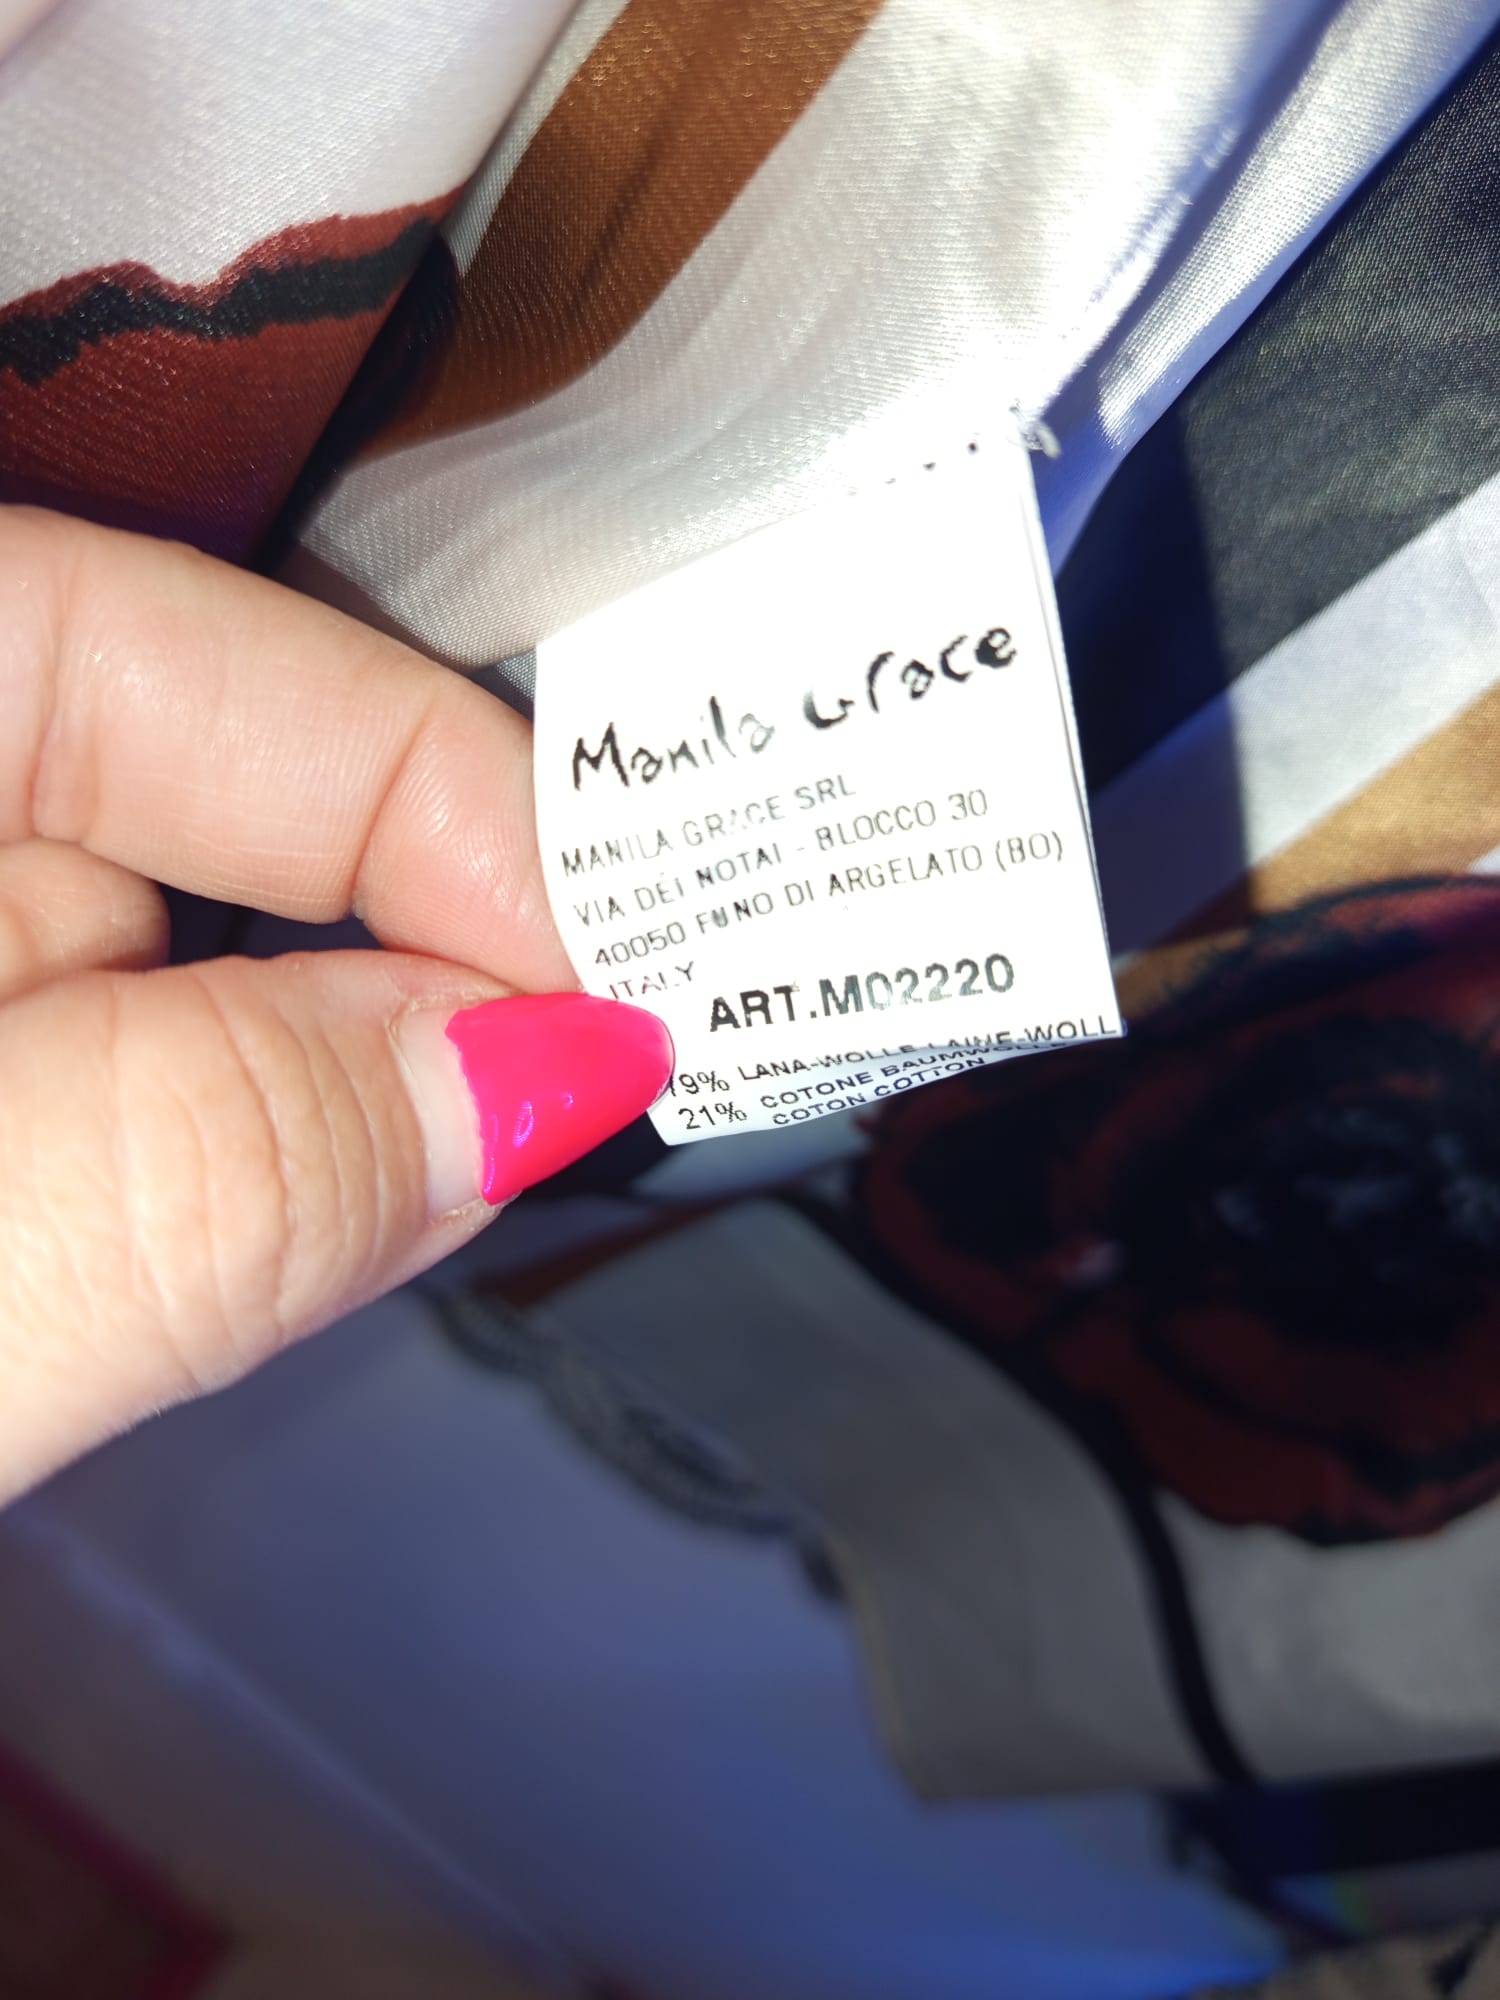 Manila Grace
MANILA GRACE SRL
VIA DEI NOTAI - BLOCCO 30
40050 FUNO DI ARGELATO (BO)
ITALY
ART.M02220
79% LANA-WOLLE-LAINE-WOLL
21% COTONE BAUMWOLLE
COTON COTTON